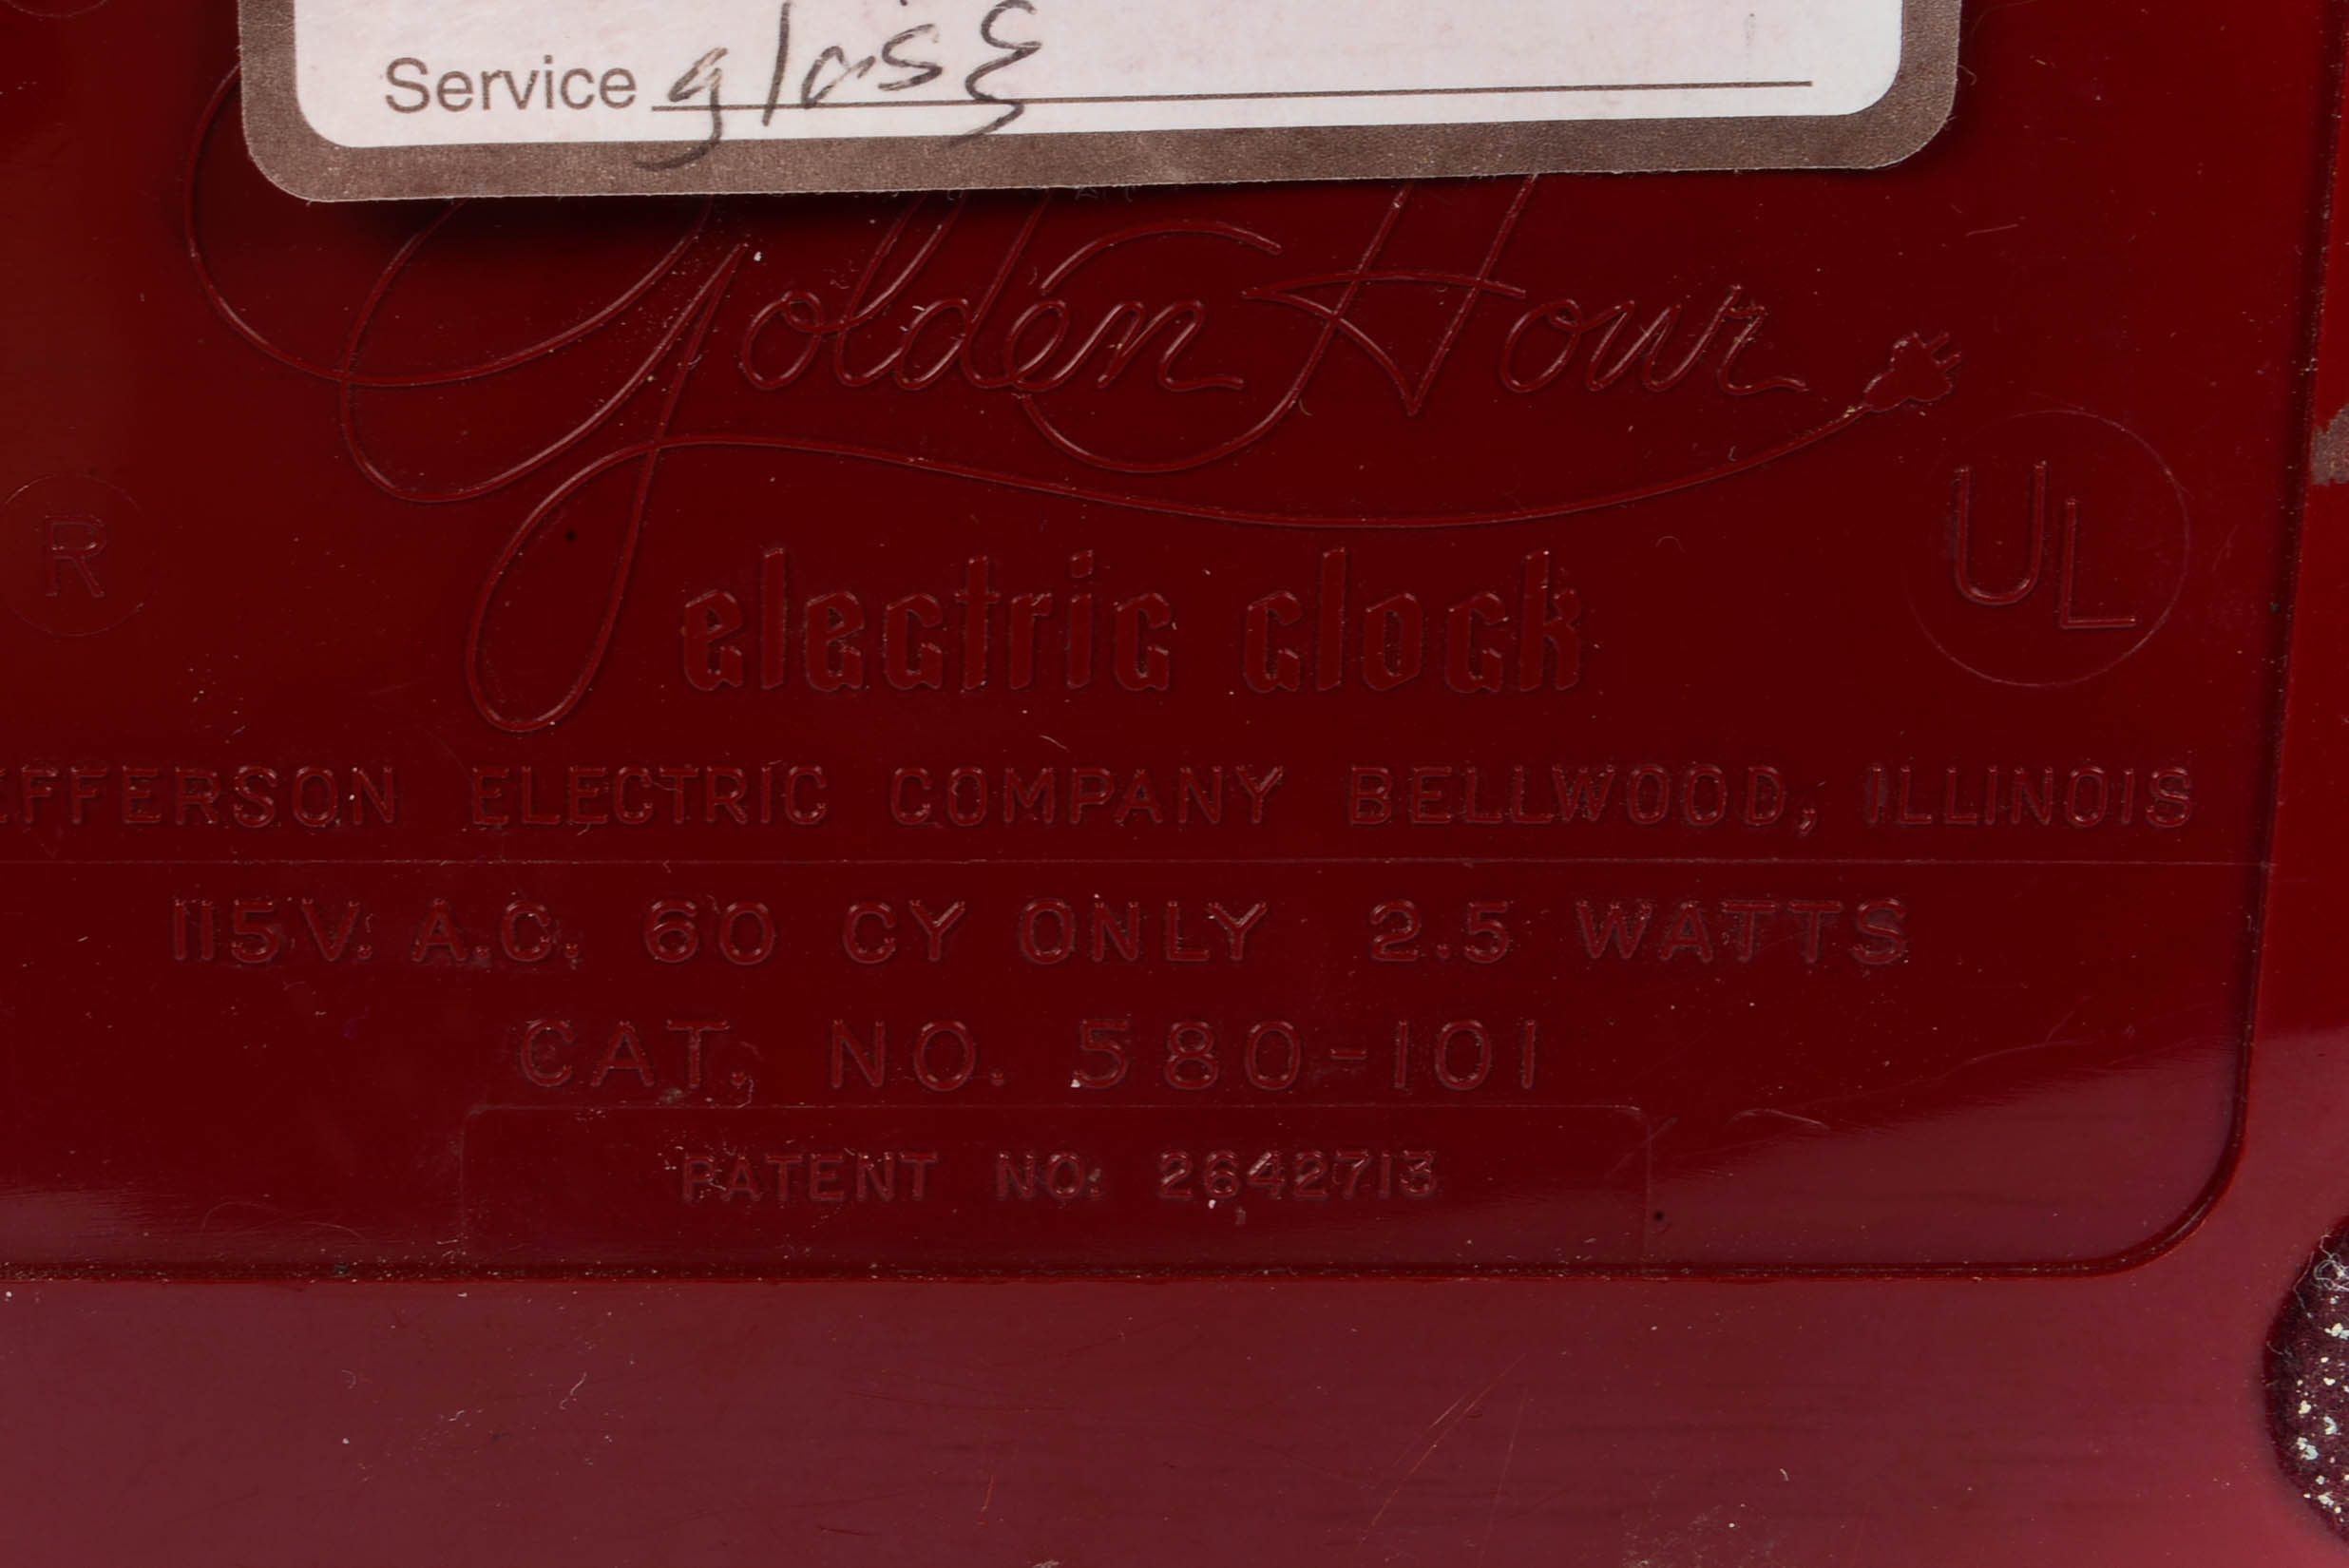 Service glass
Golden Hour
R
UL
electric clock
EFFERSON ELECTRIC COMPANY BELLWOOD, ILLINOIS
115V. A.C. 60 CY ONLY 2.5 WATTS
CAT. NO. 580-101
PATENT NO. 2642713